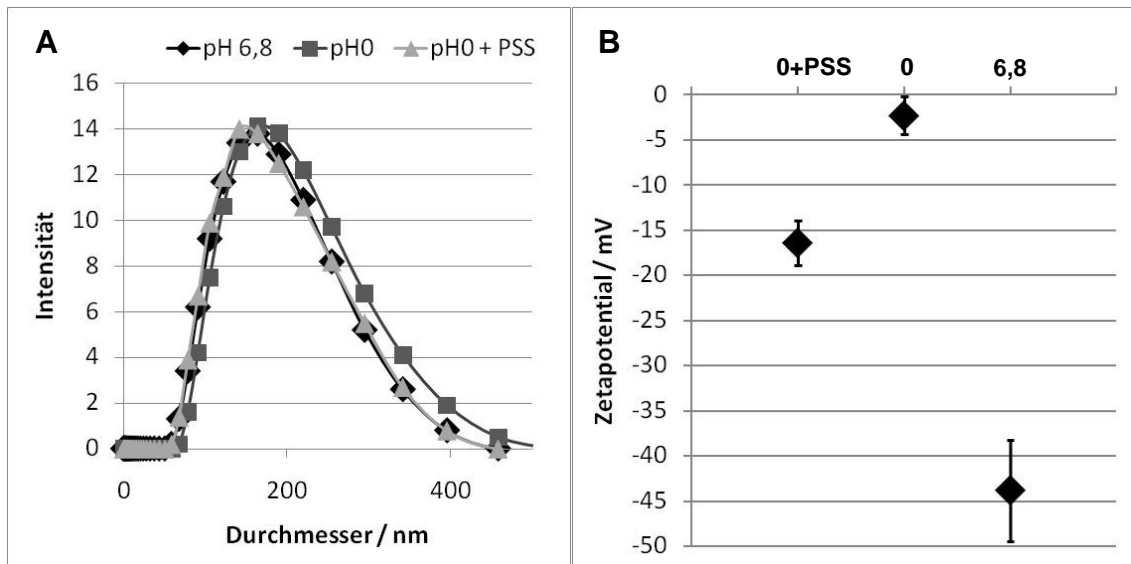 A
pH 6,8 pH0 pH0 + PSS
16
14
12
10
8
6
4
2
0
0 200 400
Intensität
Durchmesser / nm
B
0+PSS 0 6,8
0
-5
-10
-15
-20
-25
-30
-35
-40
-45
-50
Zetapotential / mV